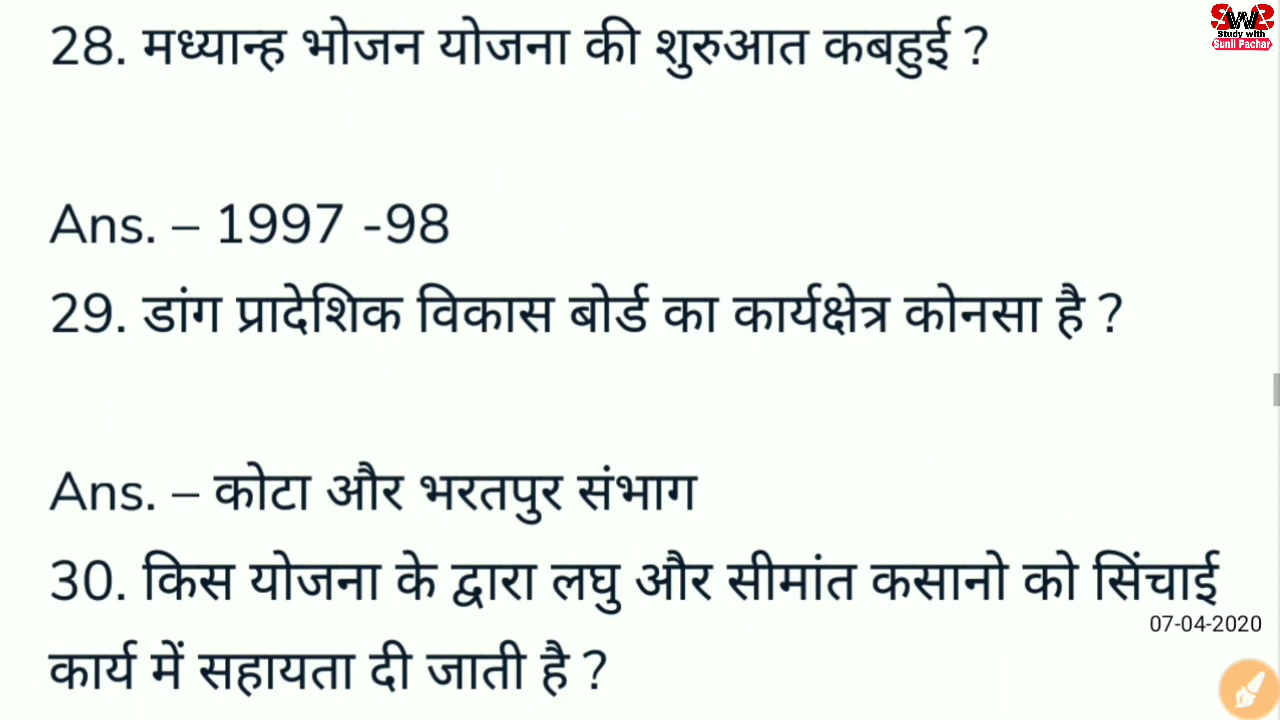 SWS
Study with
Sunil Pachar
28. मध्यान्ह भोजन योजना की शुरुआत कबहुई ?
Ans. – 1997 -98
29. डांग प्रादेशिक विकास बोर्ड का कार्यक्षेत्र कोनसा है ?
Ans. – कोटा और भरतपुर संभाग
30. किस योजना के द्वारा लघु और सीमांत कसानो को सिंचाई
07-04-2020
कार्य में सहायता दी जाती है ?